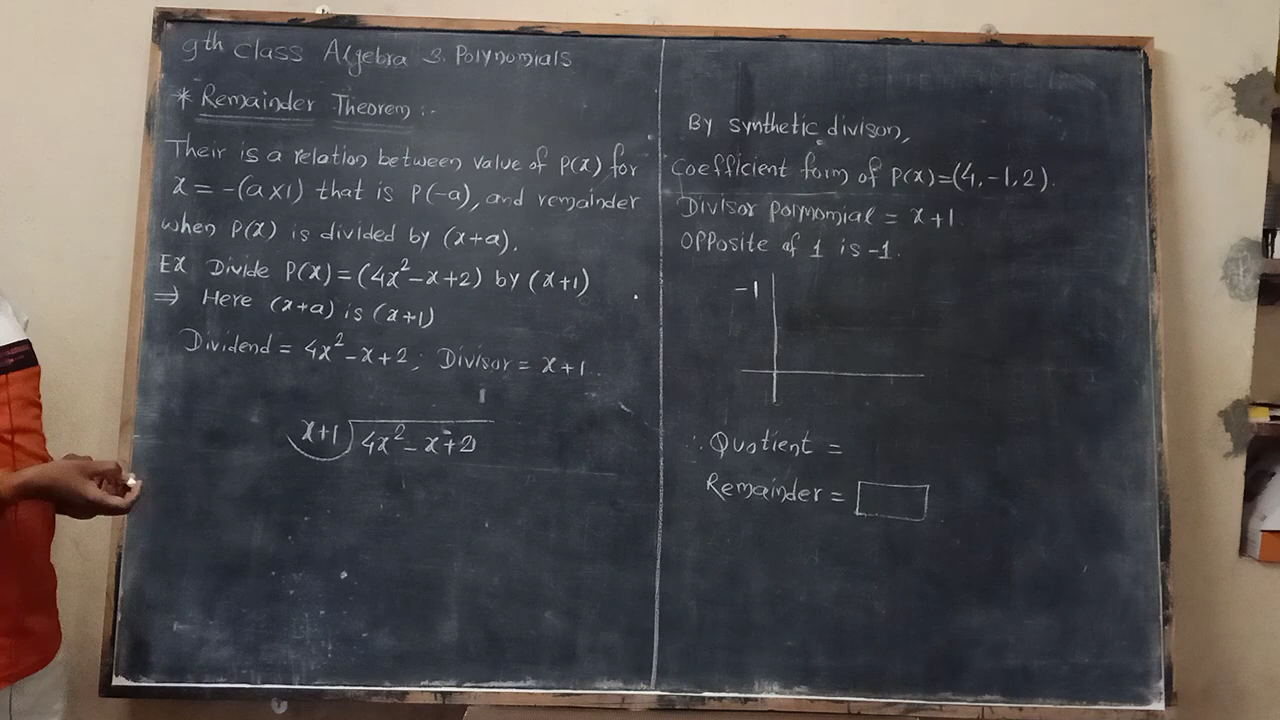 9th class Algebra 3. Polynomials
* Remainder Theorem :-
Their is a relation between value of P(x) for
x = -(a×1) that is P(-a), and remainder
when P(x) is divided by (x+a).
Ex Divide P(x)=(4x²-x+2) by (x+1)
⇒ Here (x+a) is (x+1)
Dividend = 4x²-x+2; Divisor = x+1.
x+1)4x²-x+2
By synthetic divison,
Coefficient form of P(x)=(4,-1,2).
Divisor polynomial = x+1.
Opposite of 1 is -1.
-1
∴ Quotient =
Remainder =